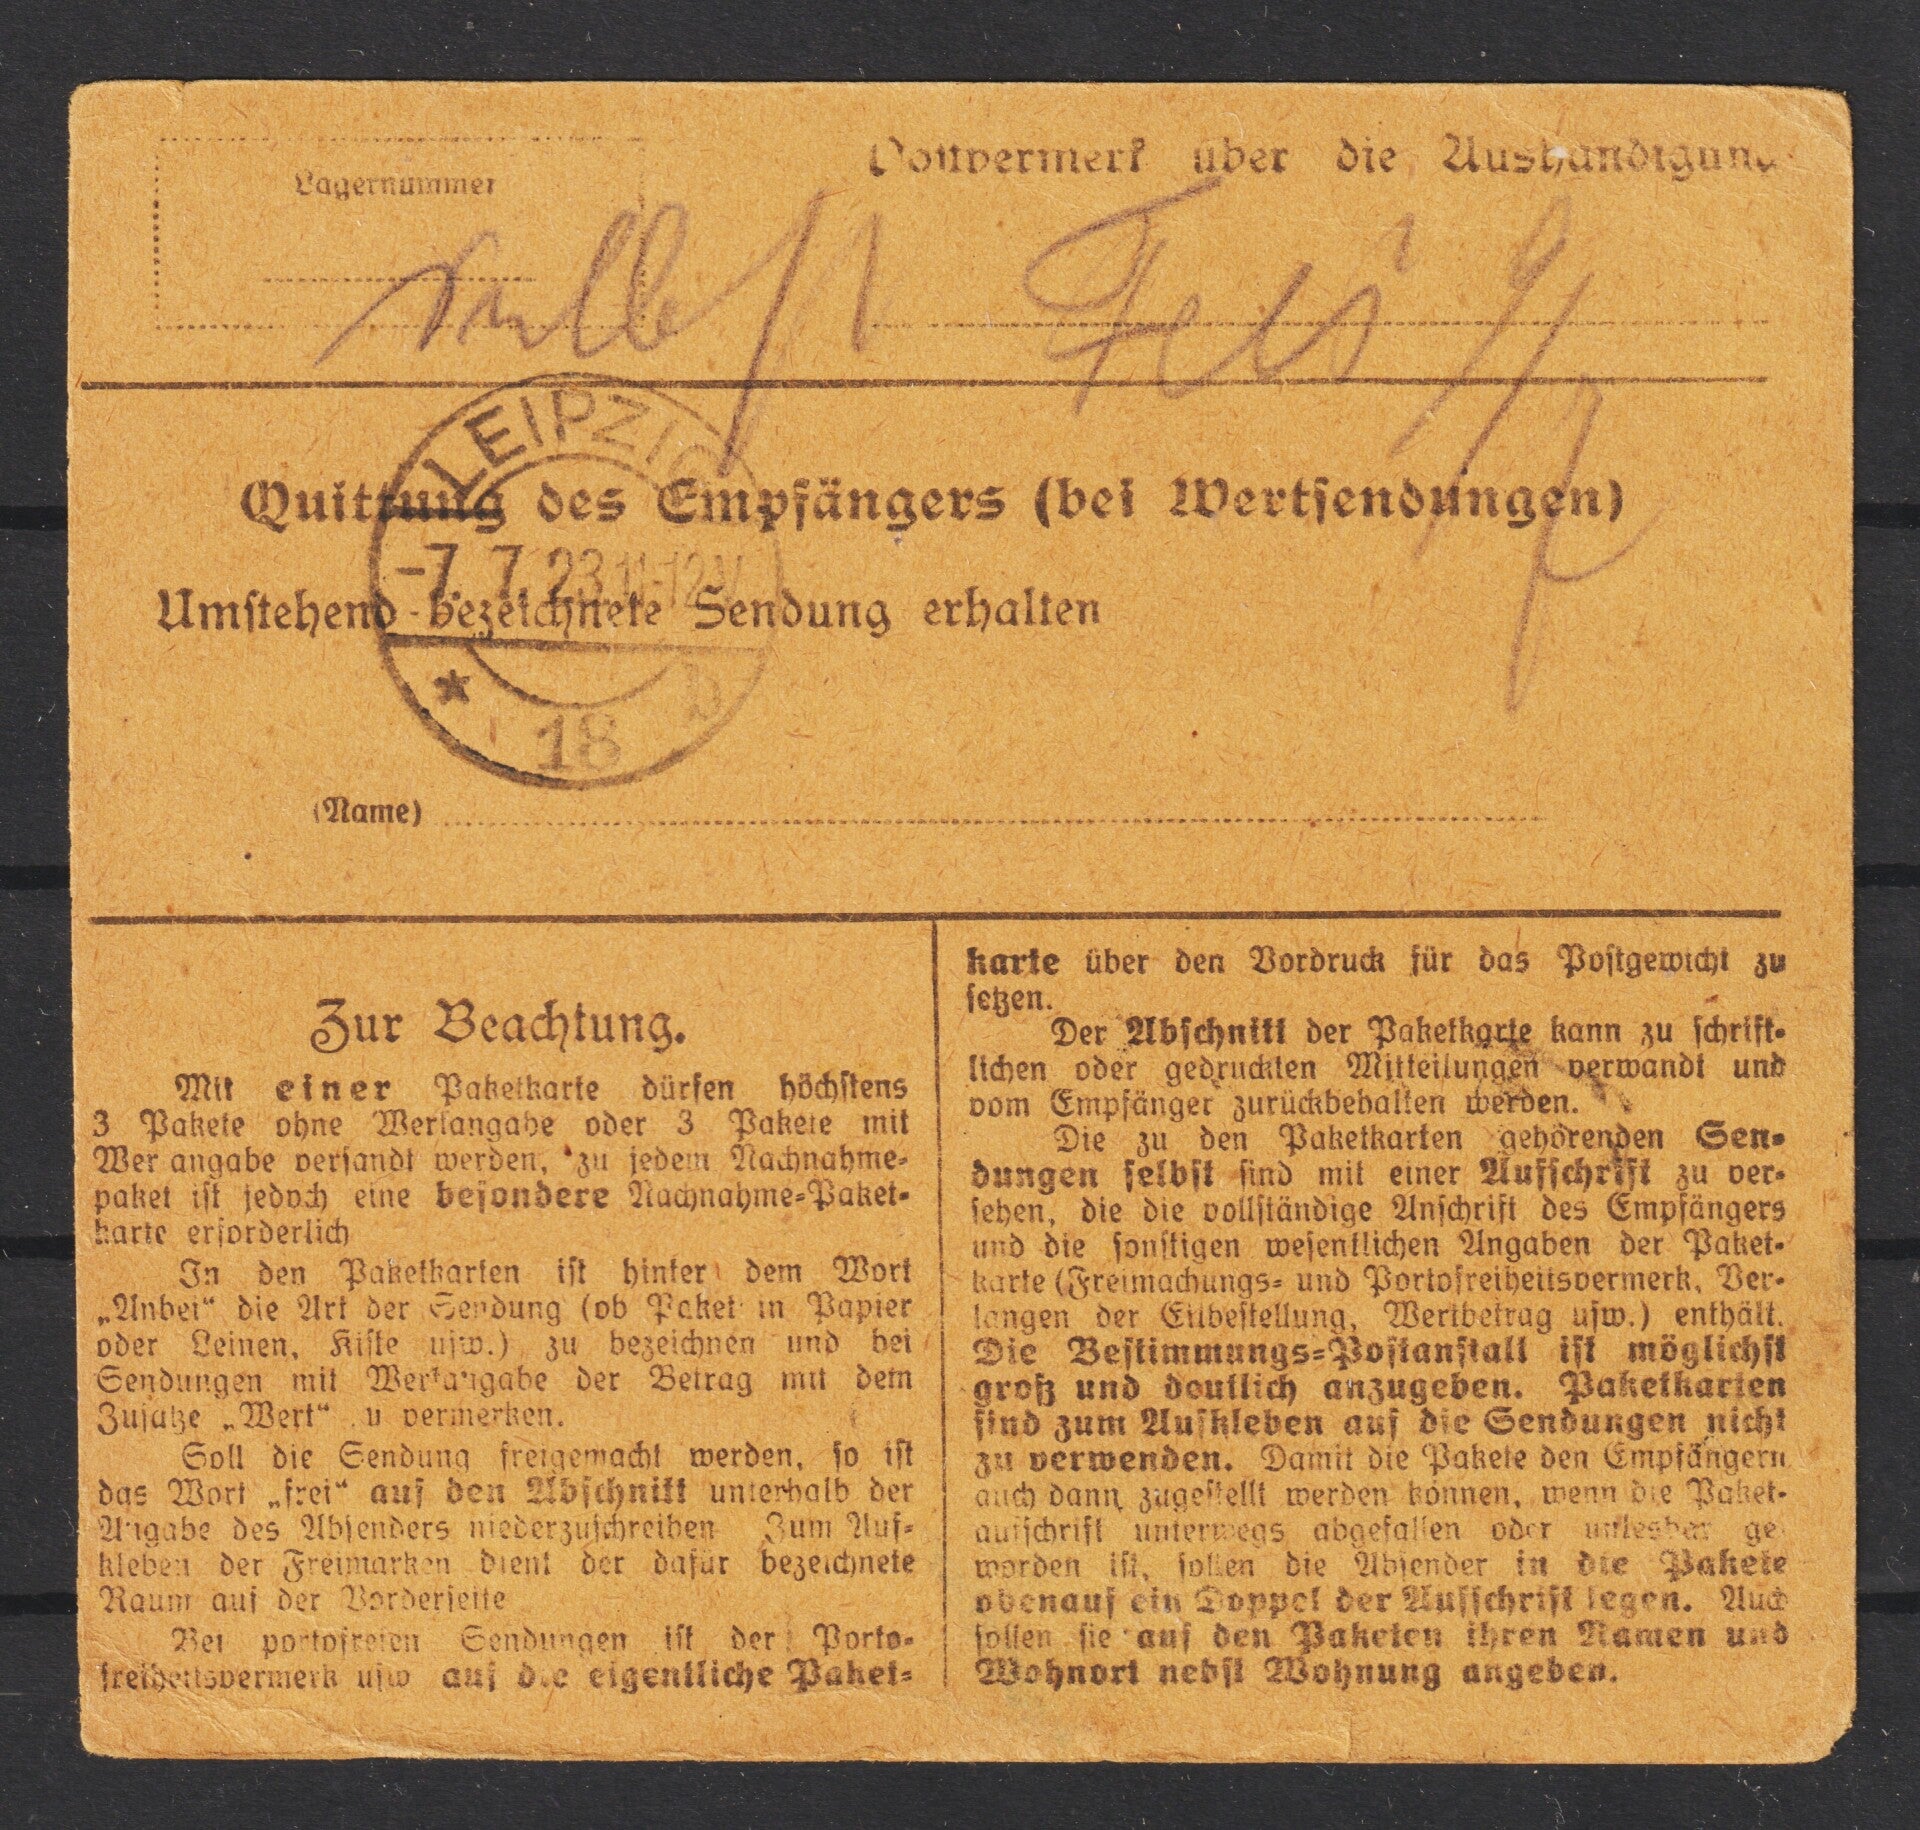 Lagernummer
Postvermerk über die Aushändigung
LEIPZIG
Quittung des Empfängers (bei Wertsendungen)
-7. 7. 23 11-12 V
Umstehend bezeichnete Sendung erhalten
* 18 b
(Name)
Zur Beachtung.
Mit einer Paketkarte dürfen höchstens
3 Pakete ohne Wertangabe oder 3 Pakete mit
Wertangabe versandt werden, zu jedem Nachnahme-
paket ist jedoch eine besondere Nachnahme-Paket-
karte erforderlich
In den Paketkarten ist hinter dem Wort
„Anbei“ die Art der Sendung (ob Paket in Papier
oder Leinen, Kiste usw.) zu bezeichnen und bei
Sendungen mit Wertangabe der Betrag mit dem
Zusatze „Wert“ zu vermerken.
Soll die Sendung freigemacht werden, so ist
das Wort „frei“ auf den Abschnitt unterhalb der
Angabe des Absenders niederzuschreiben Zum Auf-
kleben der Freimarken dient der dafür bezeichnete
Raum auf der Vorderseite
Bei portofreien Sendungen ist der Porto-
freiheitsvermerk usw auf die eigentliche Paket-
karte über den Vordruck für das Postgewicht zu
setzen.
Der Abschnitt der Paketkarte kann zu schrift-
lichen oder gedruckten Mitteilungen verwandt und
vom Empfänger zurückbehalten werden.
Die zu den Paketkarten gehörenden Sen-
dungen selbst sind mit einer Aufschrift zu ver-
sehen, die die vollständige Anschrift des Empfängers
und die sonstigen wesentlichen Angaben der Paket-
karte (Freimachungs- und Portofreiheitsvermerk, Ver-
langen der Eilbestellung, Wertbetrag usw.) enthält.
Die Bestimmungs-Postanstalt ist möglichst
groß und deutlich anzugeben. Paketkarten
sind zum Aufkleben auf die Sendungen nicht
zu verwenden. Damit die Pakete den Empfängern
auch dann zugestellt werden können, wenn die Paket-
aufschrift unterwegs abgefallen oder unlesbar ge
worden ist, sollen die Absender in die Pakete
obenauf ein Doppel der Aufschrift legen. Auch
sollen sie auf den Paketen ihren Namen und
Wohnort nebst Wohnung angeben.